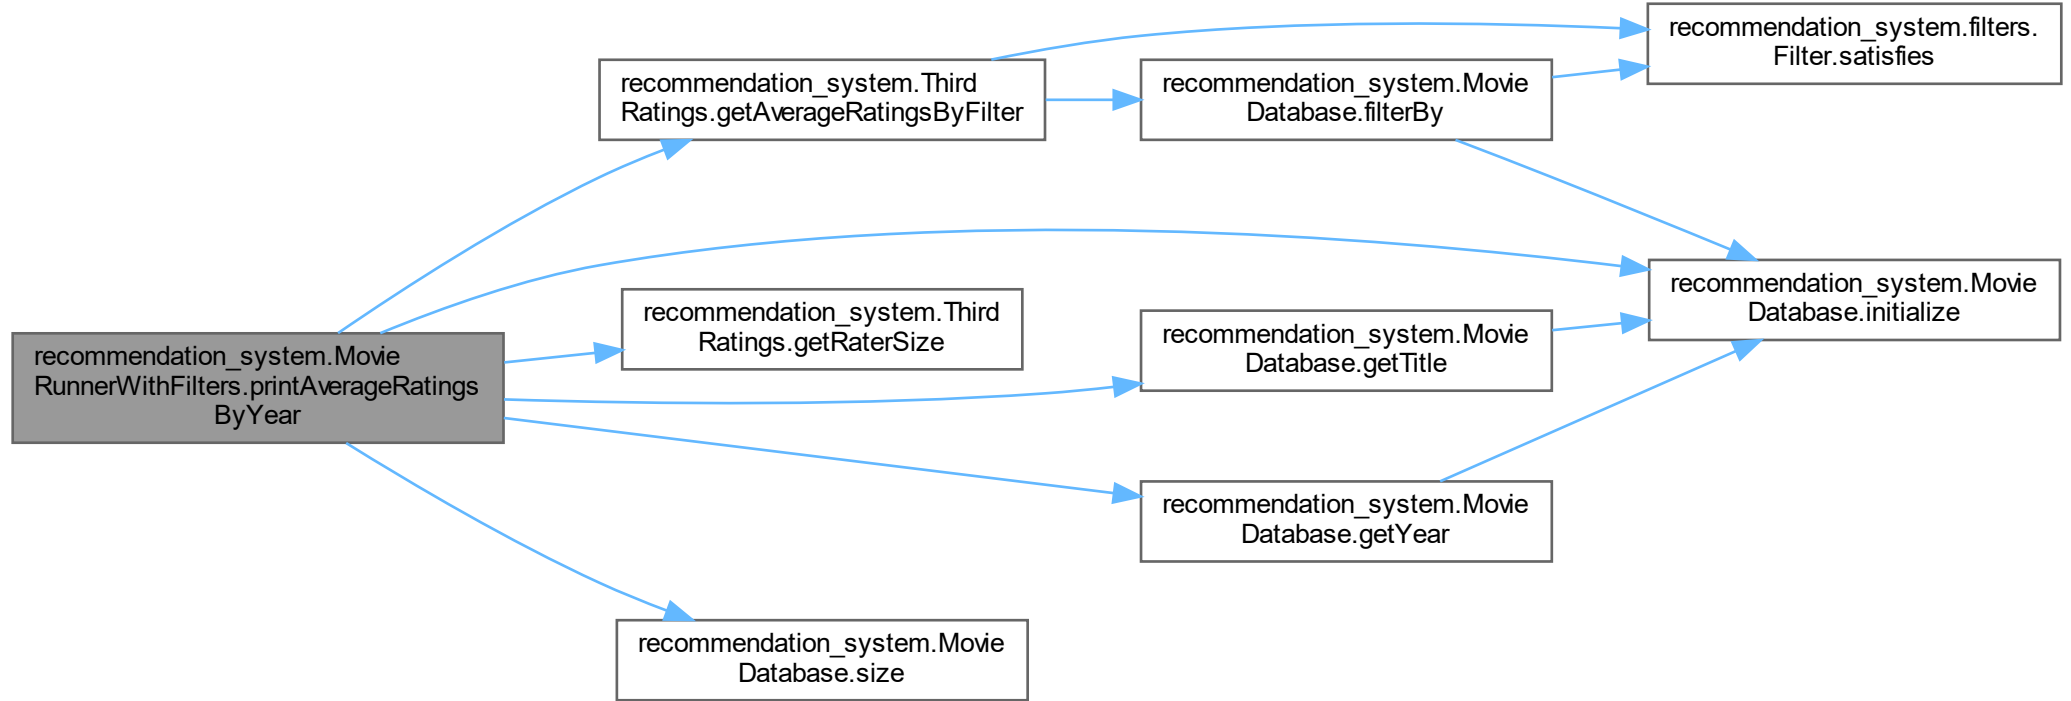 recommendation_system.filters.
Filter.satisfies
recommendation_system.Third
Ratings.getAverageRatingsByFilter
recommendation_system.Movie
Database.filterBy
recommendation_system.Movie
Database.initialize
recommendation_system.Third
Ratings.getRaterSize
recommendation_system.Movie
Database.getTitle
recommendation_system.Movie
RunnerWithFilters.printAverageRatings
ByYear
recommendation_system.Movie
Database.getYear
recommendation_system.Movie
Database.size